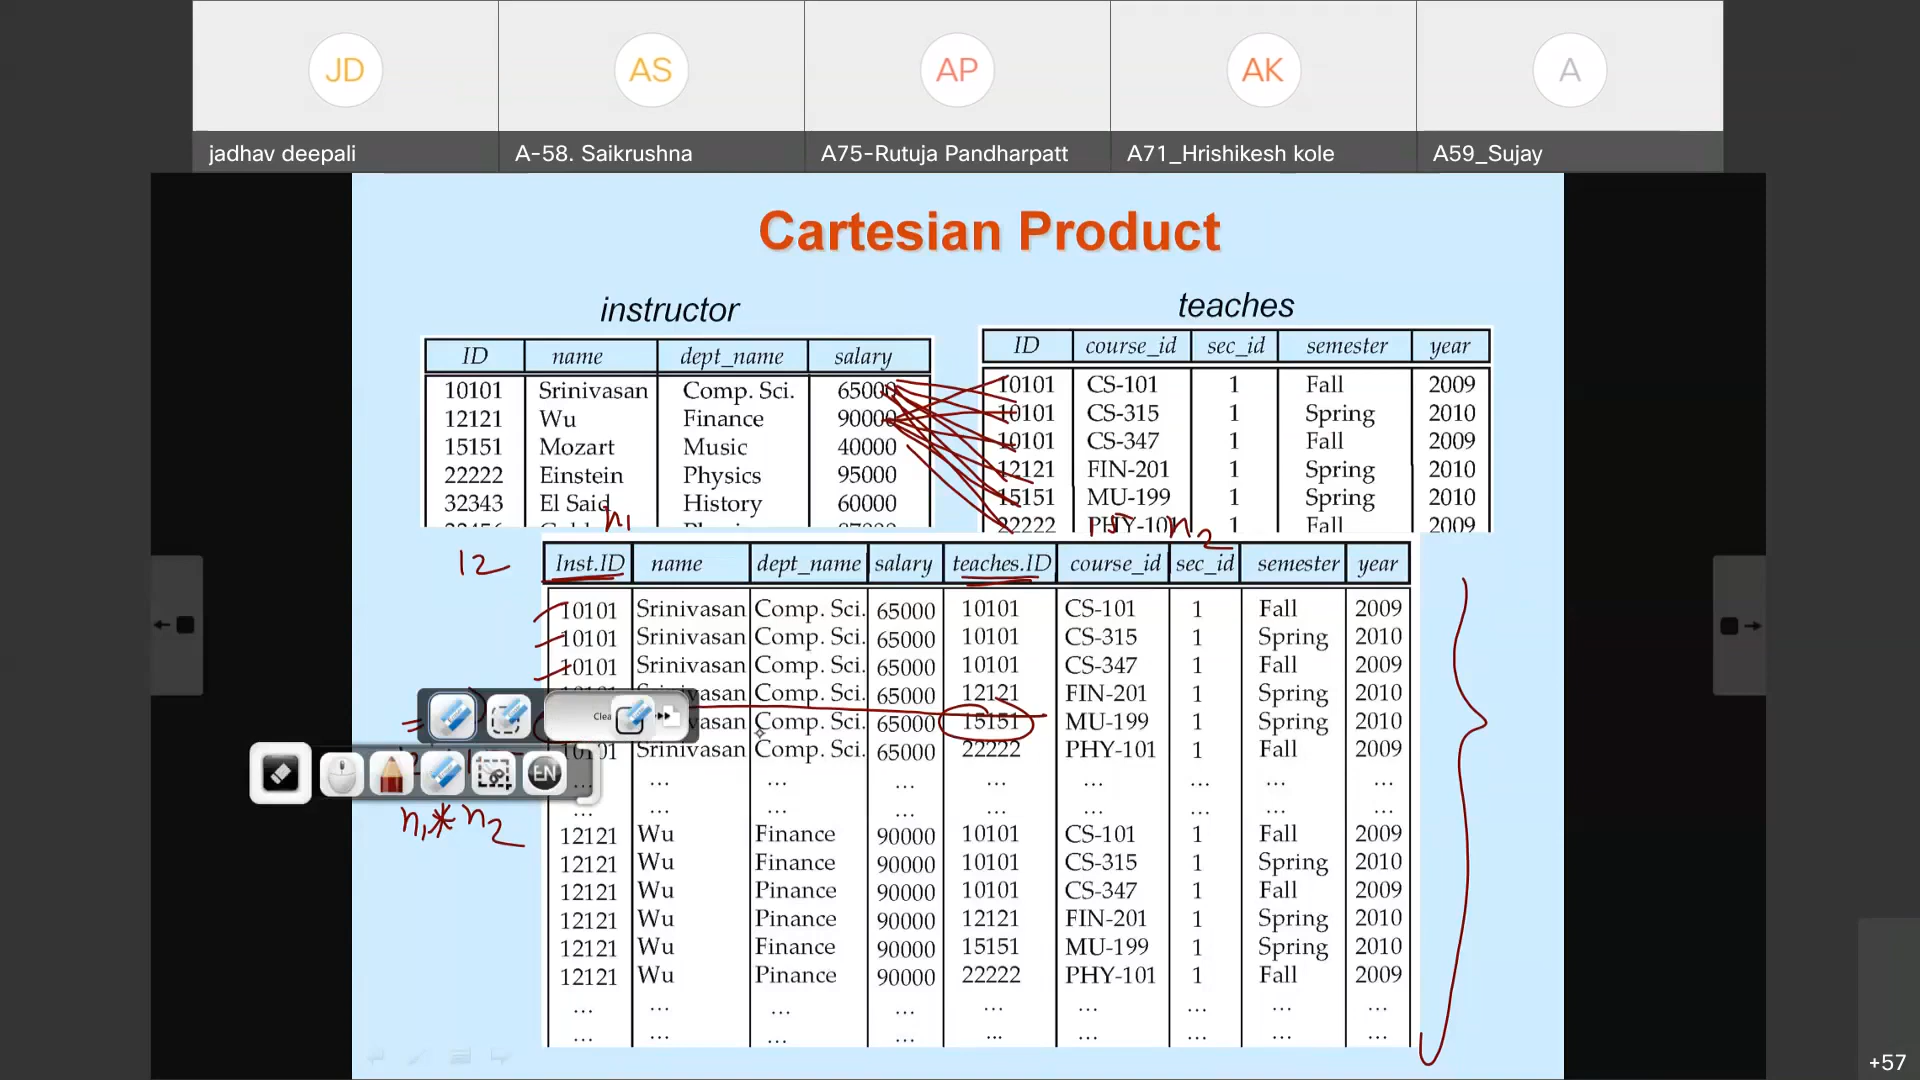 JD AS AP AK A
jadhav deepali A-58. Saikrushna A75-Rutuja Pandharpatt A71_Hrishikesh kole A59_Sujay
Cartesian Product
instructor
ID name dept_name salary
10101 Srinivasan Comp. Sci. 65000
12121 Wu Finance 90000
15151 Mozart Music 40000
22222 Einstein Physics 95000
32343 El Said History 60000
n1
12
teaches
ID course_id sec_id semester year
10101 CS-101 1 Fall 2009
10101 CS-315 1 Spring 2010
10101 CS-347 1 Fall 2009
12121 FIN-201 1 Spring 2010
15151 MU-199 1 Spring 2010
22222 PHY-101 1 Fall 2009
15 n2
Inst.ID name dept_name salary teaches.ID course_id sec_id semester year
10101 Srinivasan Comp. Sci. 65000 10101 CS-101 1 Fall 2009
10101 Srinivasan Comp. Sci. 65000 10101 CS-315 1 Spring 2010
10101 Srinivasan Comp. Sci. 65000 10101 CS-347 1 Fall 2009
Comp. Sci. 65000 12121 FIN-201 1 Spring 2010
Comp. Sci. 65000 15151 MU-199 1 Spring 2010
10101 Srinivasan Comp. Sci. 65000 22222 PHY-101 1 Fall 2009
... ... ... ... ... ... ... ... ...
... ... ... ... ... ... ... ... ...
12121 Wu Finance 90000 10101 CS-101 1 Fall 2009
12121 Wu Finance 90000 10101 CS-315 1 Spring 2010
12121 Wu Pinance 90000 10101 CS-347 1 Fall 2009
12121 Wu Pinance 90000 12121 FIN-201 1 Spring 2010
12121 Wu Finance 90000 15151 MU-199 1 Spring 2010
12121 Wu Pinance 90000 22222 PHY-101 1 Fall 2009
... ... ... ... ... ... ... ... ...
... ... ... ... ... ... ... ... ...
=
EN
n1 * n2
+57